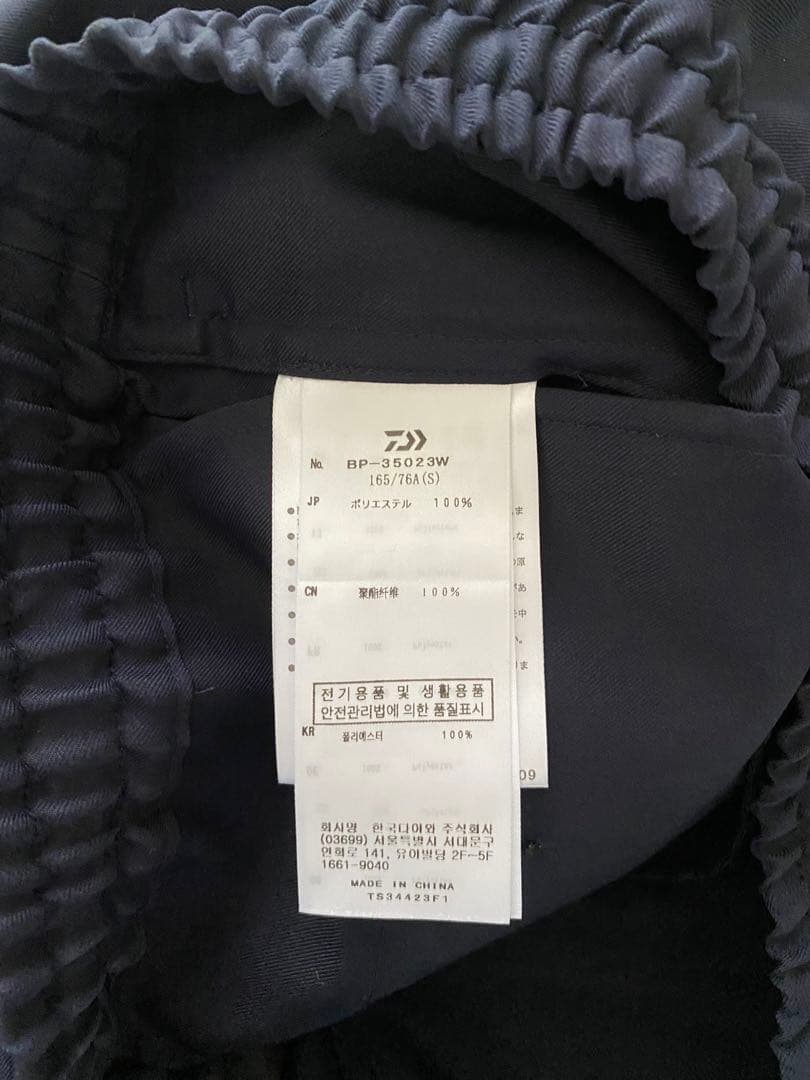 No. BP-35023W
165/76A(S)
JP ポリエステル 100%
CN 聚酯纤维 100%
전기용품 및 생활용품
안전관리법에 의한 품질표시
KR 폴리에스터 100%
회사명 한국다이와 주식회사
(03699) 서울특별시 서대문구
연희로 141, 유아빌딩 2F~5F
1661-9040
MADE IN CHINA
TS34423F1
09